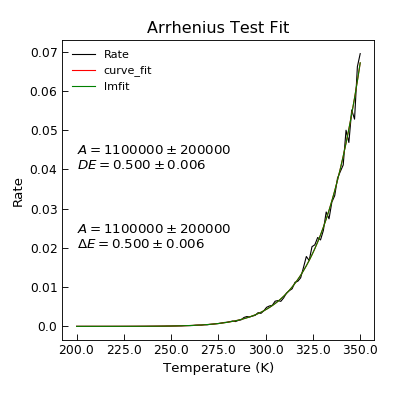 Arrhenius Test Fit
0.07
0.06
0.05
0.04
0.03
0.02
0.01
0.0
Rate
Rate
curve_fit
lmfit
A = 1100000 ± 200000
DE = 0.500 ± 0.006
A = 1100000 ± 200000
ΔE = 0.500 ± 0.006
200.0 225.0 250.0 275.0 300.0 325.0 350.0
Temperature (K)